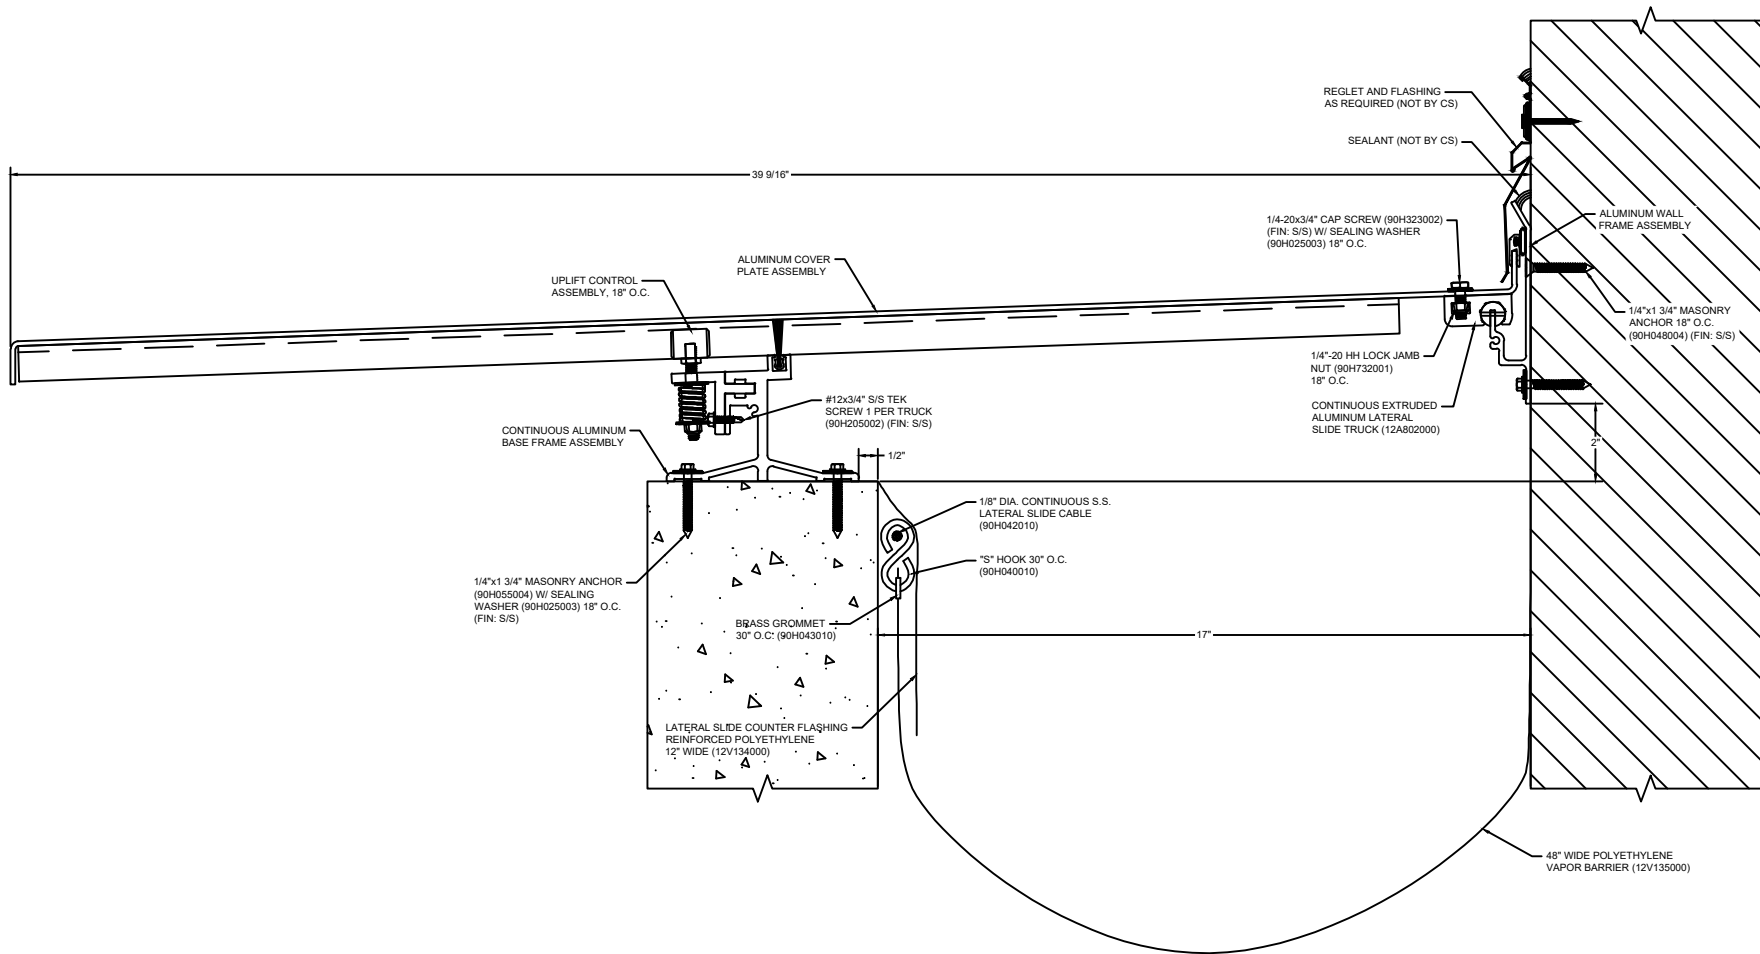 REGLET AND FLASHING
AS REQUIRED (NOT BY CS)
SEALANT (NOT BY CS)
39 9/16"
1/4-20x3/4" CAP SCREW (90H323002)
(FIN: S/S) W/ SEALING WASHER
(90H025003) 18" O.C.
ALUMINUM WALL
FRAME ASSEMBLY
ALUMINUM COVER
PLATE ASSEMBLY
UPLIFT CONTROL
ASSEMBLY, 18" O.C.
1/4"x1 3/4" MASONRY
ANCHOR 18" O.C.
(90H048004) (FIN: S/S)
1/4"-20 HH LOCK JAMB
NUT (90H732001)
18" O.C.
#12x3/4" S/S TEK
SCREW 1 PER TRUCK
(90H205002) (FIN: S/S)
CONTINUOUS EXTRUDED
ALUMINUM LATERAL
SLIDE TRUCK (12A802000)
CONTINUOUS ALUMINUM
BASE FRAME ASSEMBLY
2"
1/2"
1/8" DIA. CONTINUOUS S.S.
LATERAL SLIDE CABLE
(90H042010)
"S" HOOK 30" O.C.
(90H040010)
1/4"x1 3/4" MASONRY ANCHOR
(90H055004) W/ SEALING
WASHER (90H025003) 18" O.C.
(FIN: S/S)
BRASS GROMMET
30" O.C. (90H043010)
17"
LATERAL SLIDE COUNTER FLASHING
REINFORCED POLYETHYLENE
12" WIDE (12V134000)
48" WIDE POLYETHYLENE
VAPOR BARRIER (12V135000)